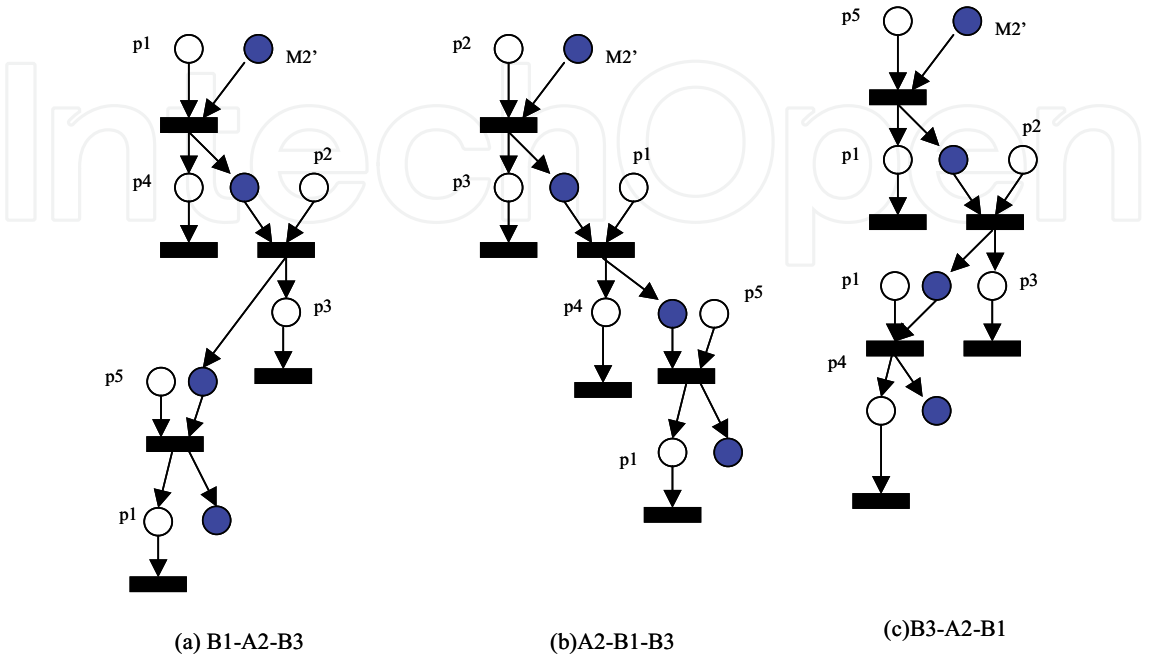 p1 M2’
p4 p2
p3
p5
p1
(a) B1-A2-B3
p2 M2’
p3 p1
p4 p5
p1
(b)A2-B1-B3
p5 M2’
p1 p2
p1 p3
p4
(c)B3-A2-B1
IntechOpen